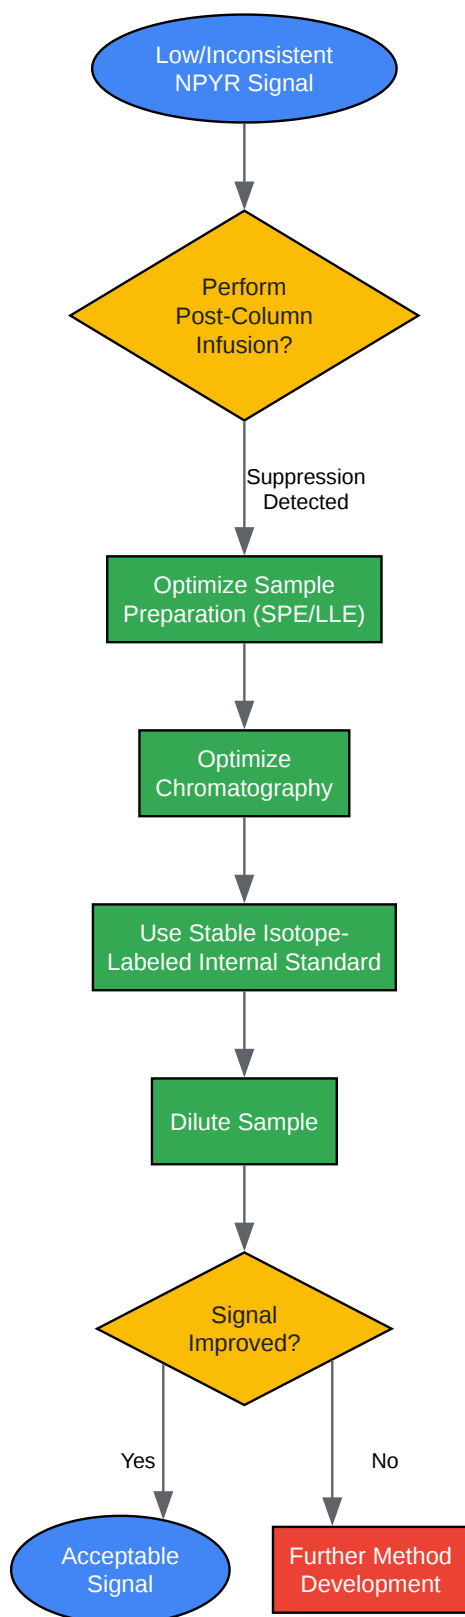 Low/Inconsistent
NPYR Signal
Perform
Post-Column
Infusion?
Suppression
Detected
Optimize Sample
Preparation (SPE/LLE)
Optimize
Chromatography
Use Stable Isotope-
Labeled Internal Standard
Dilute Sample
Signal
Improved?
Yes
No
Acceptable
Signal
Further Method
Development